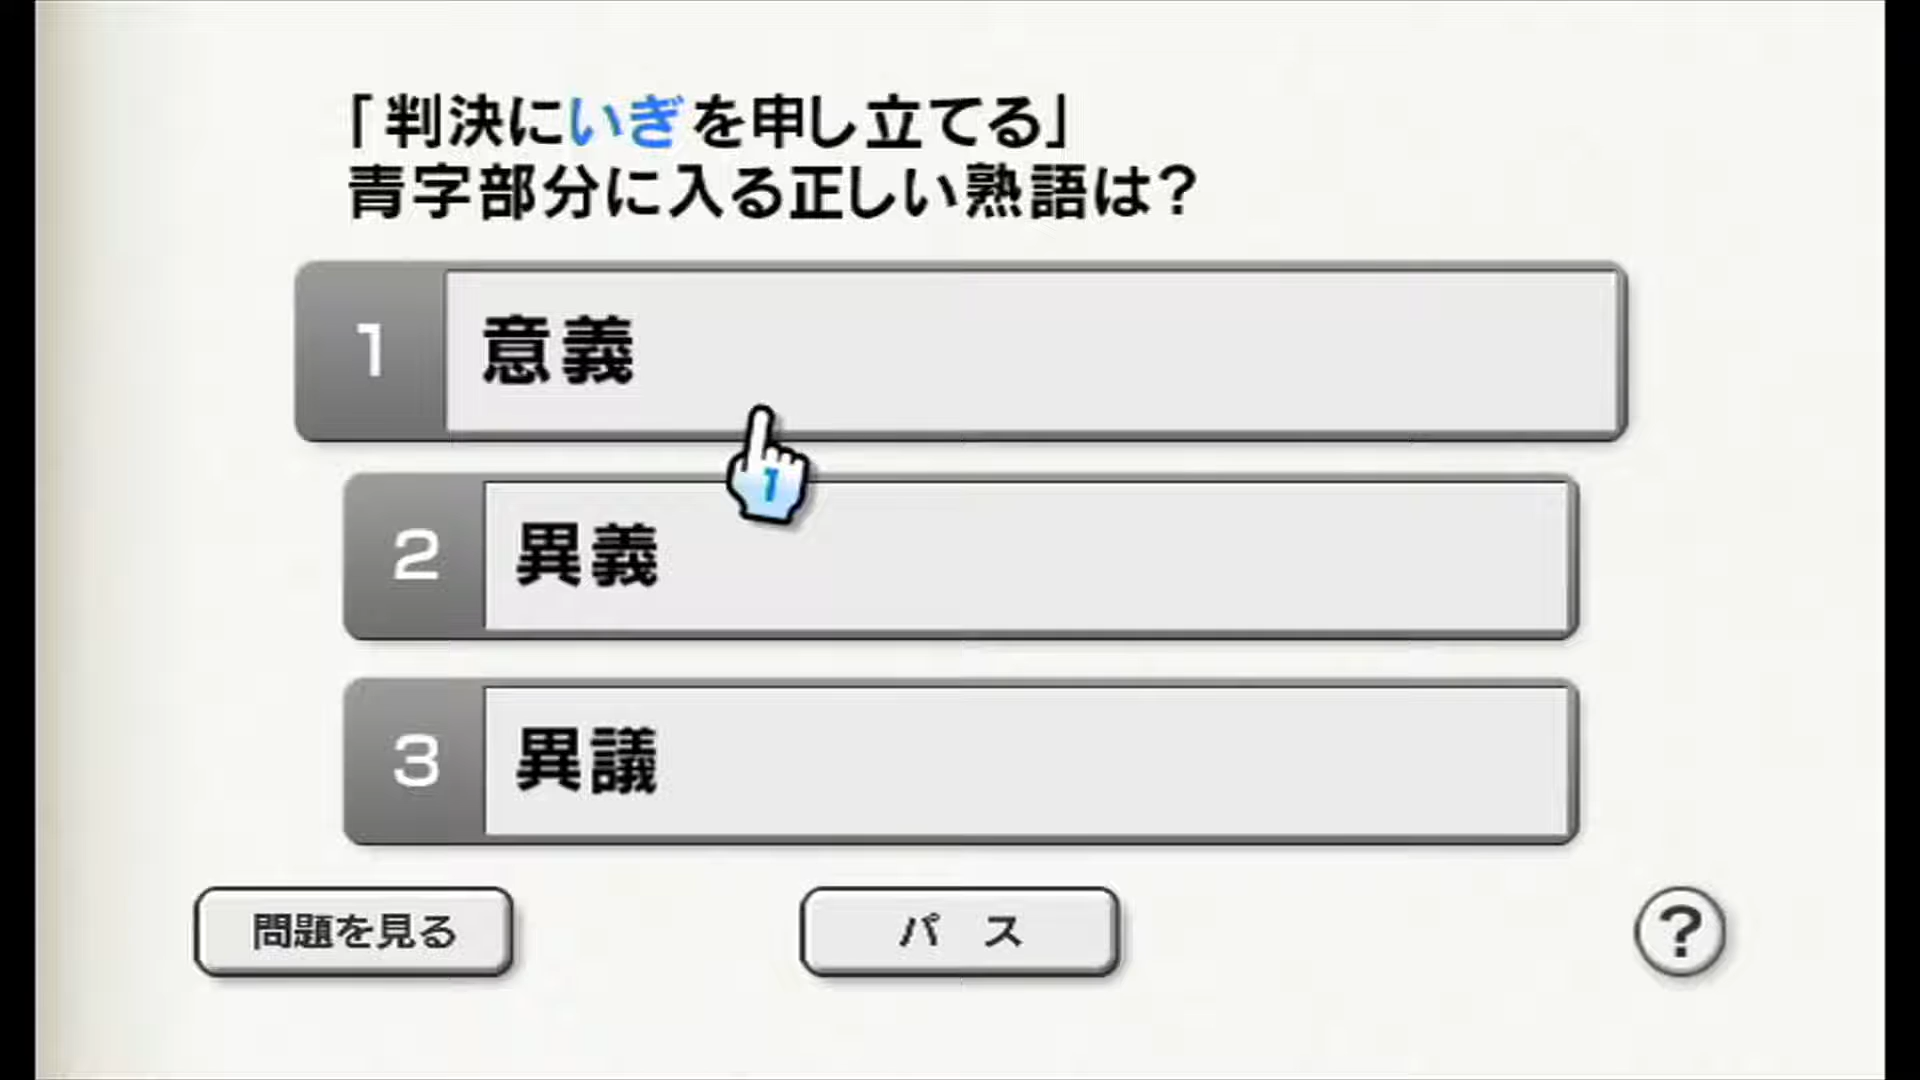 「判決にいぎを申し立てる」
青字部分に入る正しい熟語は？
1 意義
1
2 異義
3 異議
問題を見る
パ ス
?